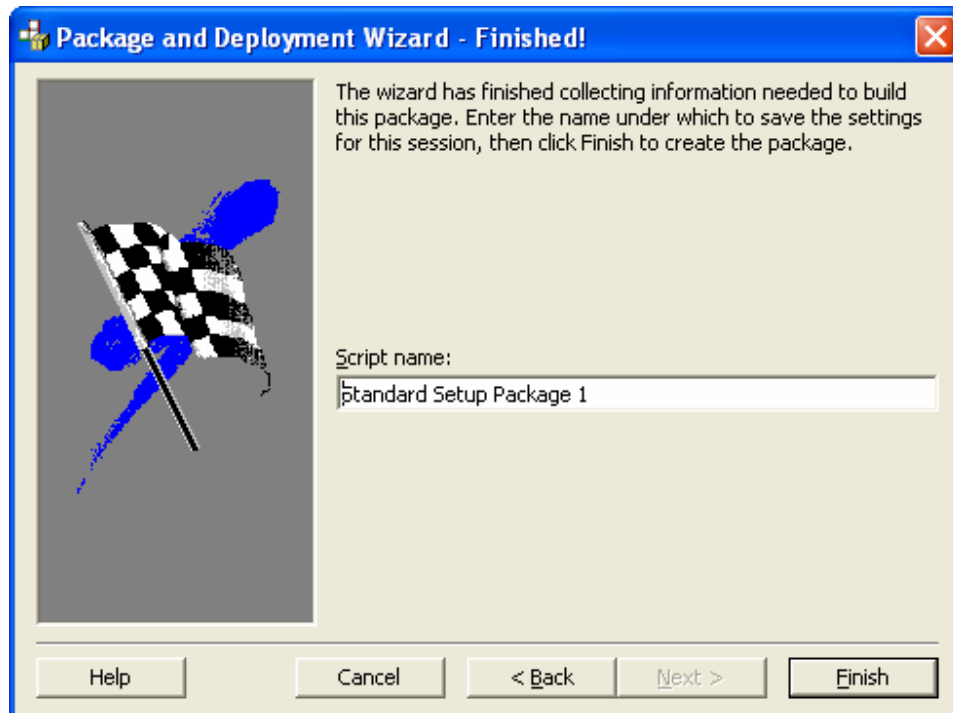 Package and Deployment Wizard - Finished!
The wizard has finished collecting information needed to build
this package. Enter the name under which to save the settings
for this session, then click Finish to create the package.
Script name:
Standard Setup Package 1
Help Cancel < Back Next > Finish